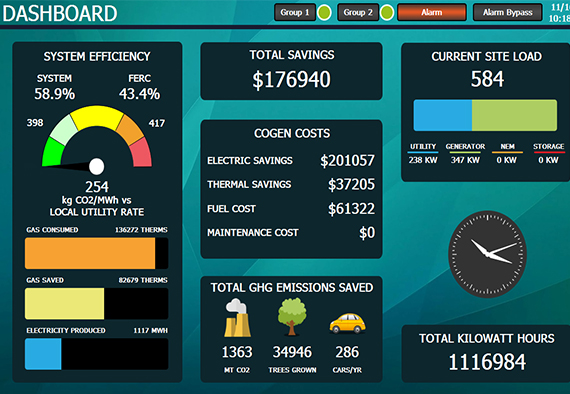 DASHBOARD
Group 1
Group 2
Alarm
Alarm Bypass
SYSTEM EFFICIENCY
SYSTEM FERC
58.9% 43.4%
398 417
254
kg CO2/MWh vs
LOCAL UTILITY RATE
GAS CONSUMED 136272 THERMS
GAS SAVED 82679 THERMS
ELECTRICITY PRODUCED 1117 MWH
TOTAL SAVINGS
$176940
COGEN COSTS
ELECTRIC SAVINGS $201057
THERMAL SAVINGS $37205
FUEL COST $61322
MAINTENANCE COST $0
TOTAL GHG EMISSIONS SAVED
1363 34946 286
MT CO2 TREES GROWN CARS/YR
CURRENT SITE LOAD
584
UTILITY GENERATOR NEM STORAGE
238 KW 347 KW 0 KW 0 KW
TOTAL KILOWATT HOURS
1116984